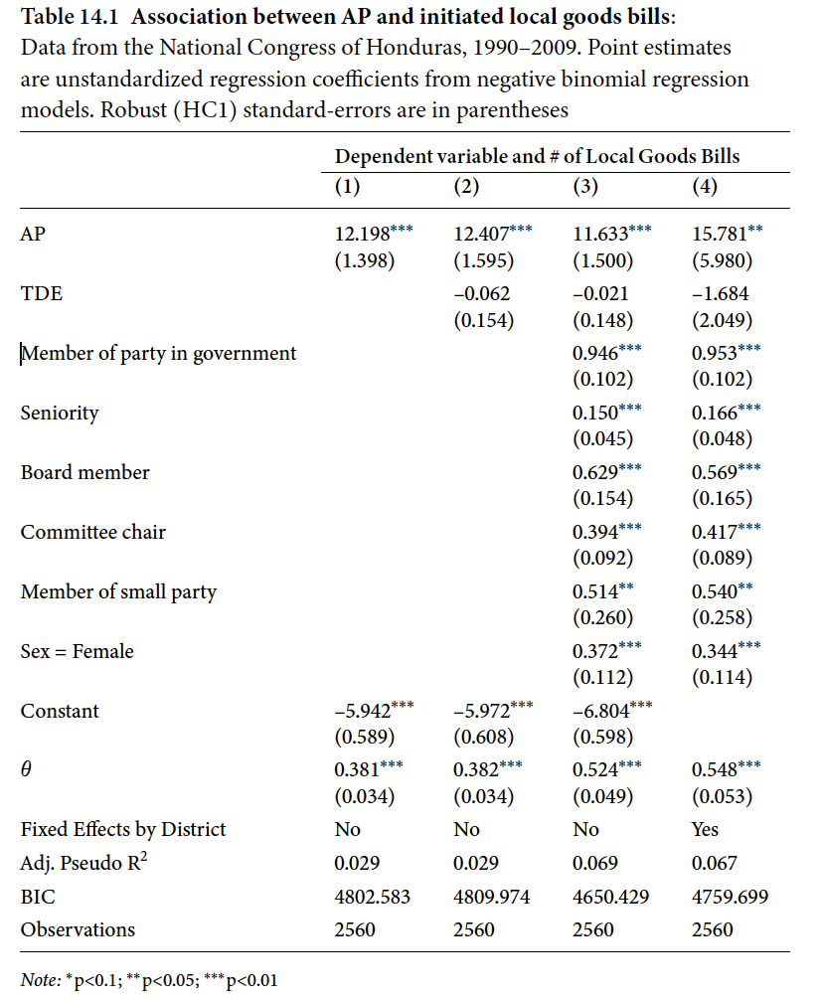 Table 14.1 Association between AP and initiated local goods bills:
Data from the National Congress of Honduras, 1990–2009. Point estimates
are unstandardized regression coefficients from negative binomial regression
models. Robust (HC1) standard-errors are in parentheses
Dependent variable and # of Local Goods Bills
(1) (2) (3) (4)
AP 12.198*** 12.407*** 11.633*** 15.781**
(1.398) (1.595) (1.500) (5.980)
TDE –0.062 –0.021 –1.684
(0.154) (0.148) (2.049)
Member of party in government 0.946*** 0.953***
(0.102) (0.102)
Seniority 0.150*** 0.166***
(0.045) (0.048)
Board member 0.629*** 0.569***
(0.154) (0.165)
Committee chair 0.394*** 0.417***
(0.092) (0.089)
Member of small party 0.514** 0.540**
(0.260) (0.258)
Sex = Female 0.372*** 0.344***
(0.112) (0.114)
Constant –5.942*** –5.972*** –6.804***
(0.589) (0.608) (0.598)
θ 0.381*** 0.382*** 0.524*** 0.548***
(0.034) (0.034) (0.049) (0.053)
Fixed Effects by District No No No Yes
Adj. Pseudo R² 0.029 0.029 0.069 0.067
BIC 4802.583 4809.974 4650.429 4759.699
Observations 2560 2560 2560 2560
Note: *p<0.1; **p<0.05; ***p<0.01